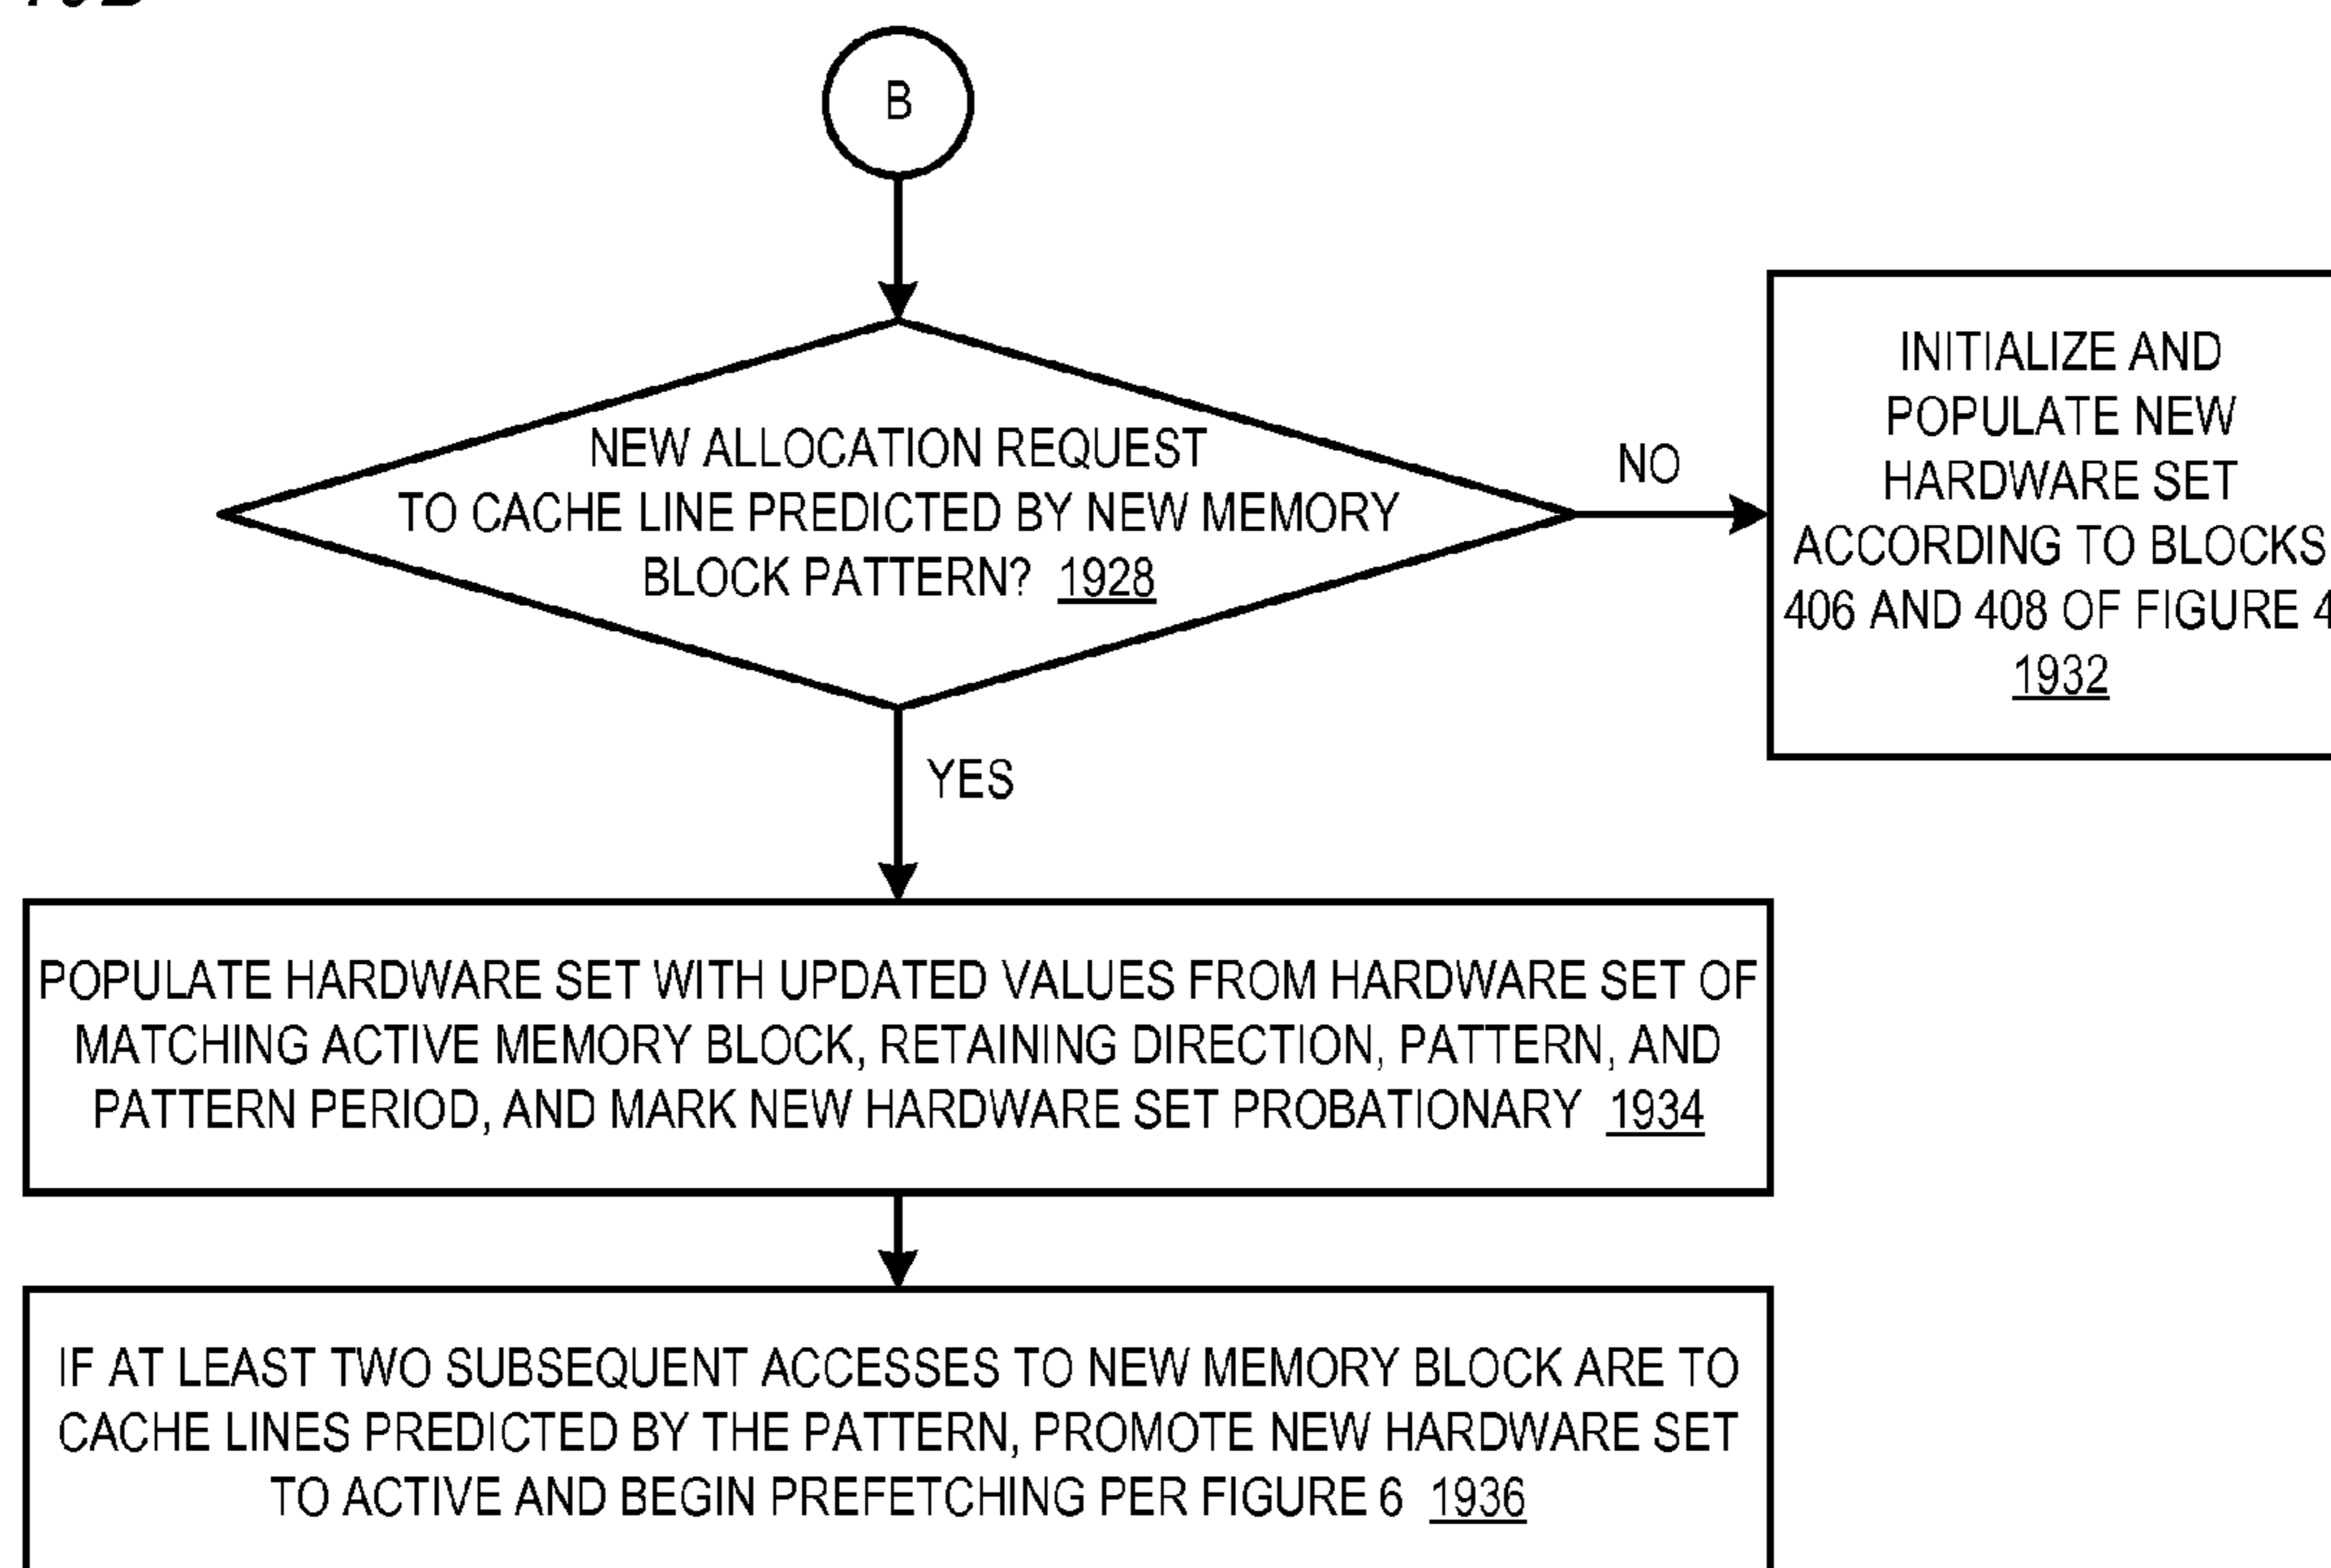 B
NEW ALLOCATION REQUEST
TO CACHE LINE PREDICTED BY NEW MEMORY
BLOCK PATTERN? 1928
NO
INITIALIZE AND
POPULATE NEW
HARDWARE SET
ACCORDING TO BLOCKS
406 AND 408 OF FIGURE 4
1932
YES
POPULATE HARDWARE SET WITH UPDATED VALUES FROM HARDWARE SET OF
MATCHING ACTIVE MEMORY BLOCK, RETAINING DIRECTION, PATTERN, AND
PATTERN PERIOD, AND MARK NEW HARDWARE SET PROBATIONARY 1934
IF AT LEAST TWO SUBSEQUENT ACCESSES TO NEW MEMORY BLOCK ARE TO
CACHE LINES PREDICTED BY THE PATTERN, PROMOTE NEW HARDWARE SET
TO ACTIVE AND BEGIN PREFETCHING PER FIGURE 6 1936